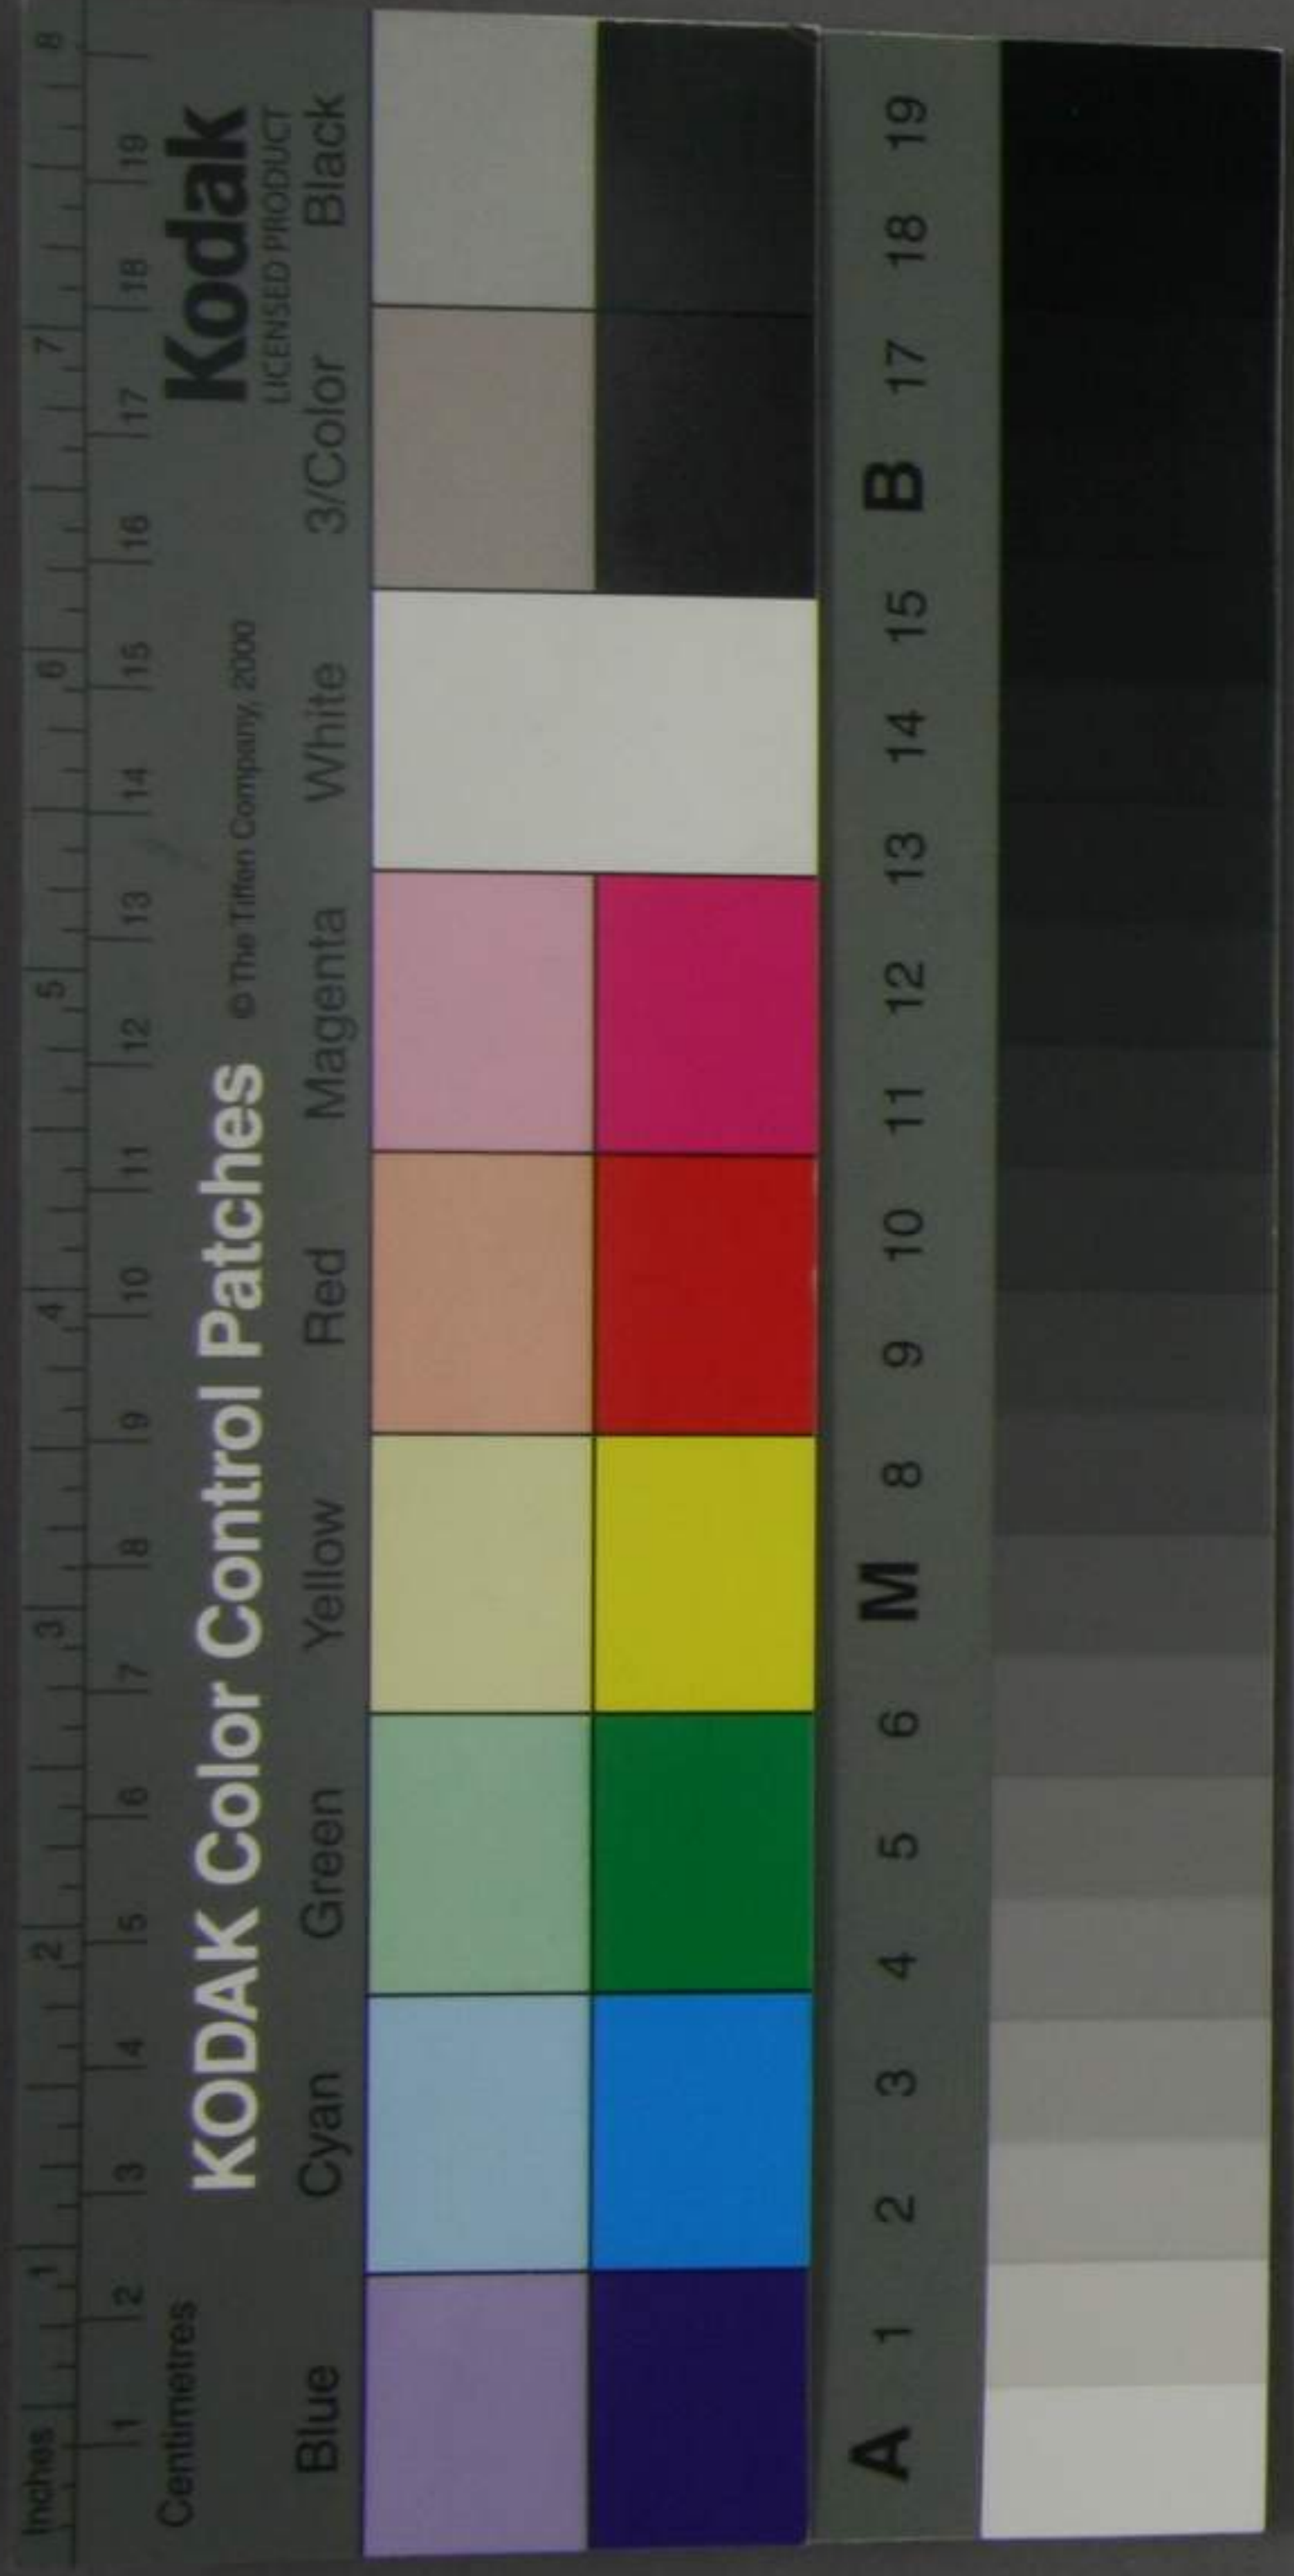 Inches 1 2 3 4 5 6 7 8
1 2 3 4 5 6 7 8 9 10 11 12 13 14 15 16 17 18 19
Centimetres
KODAK Color Control Patches © The Tiffen Company, 2000 Kodak
LICENSED PRODUCT
Blue Cyan Green Yellow Red Magenta White 3/Color Black
A 1 2 3 4 5 6 M 8 9 10 11 12 13 14 15 B 17 18 19